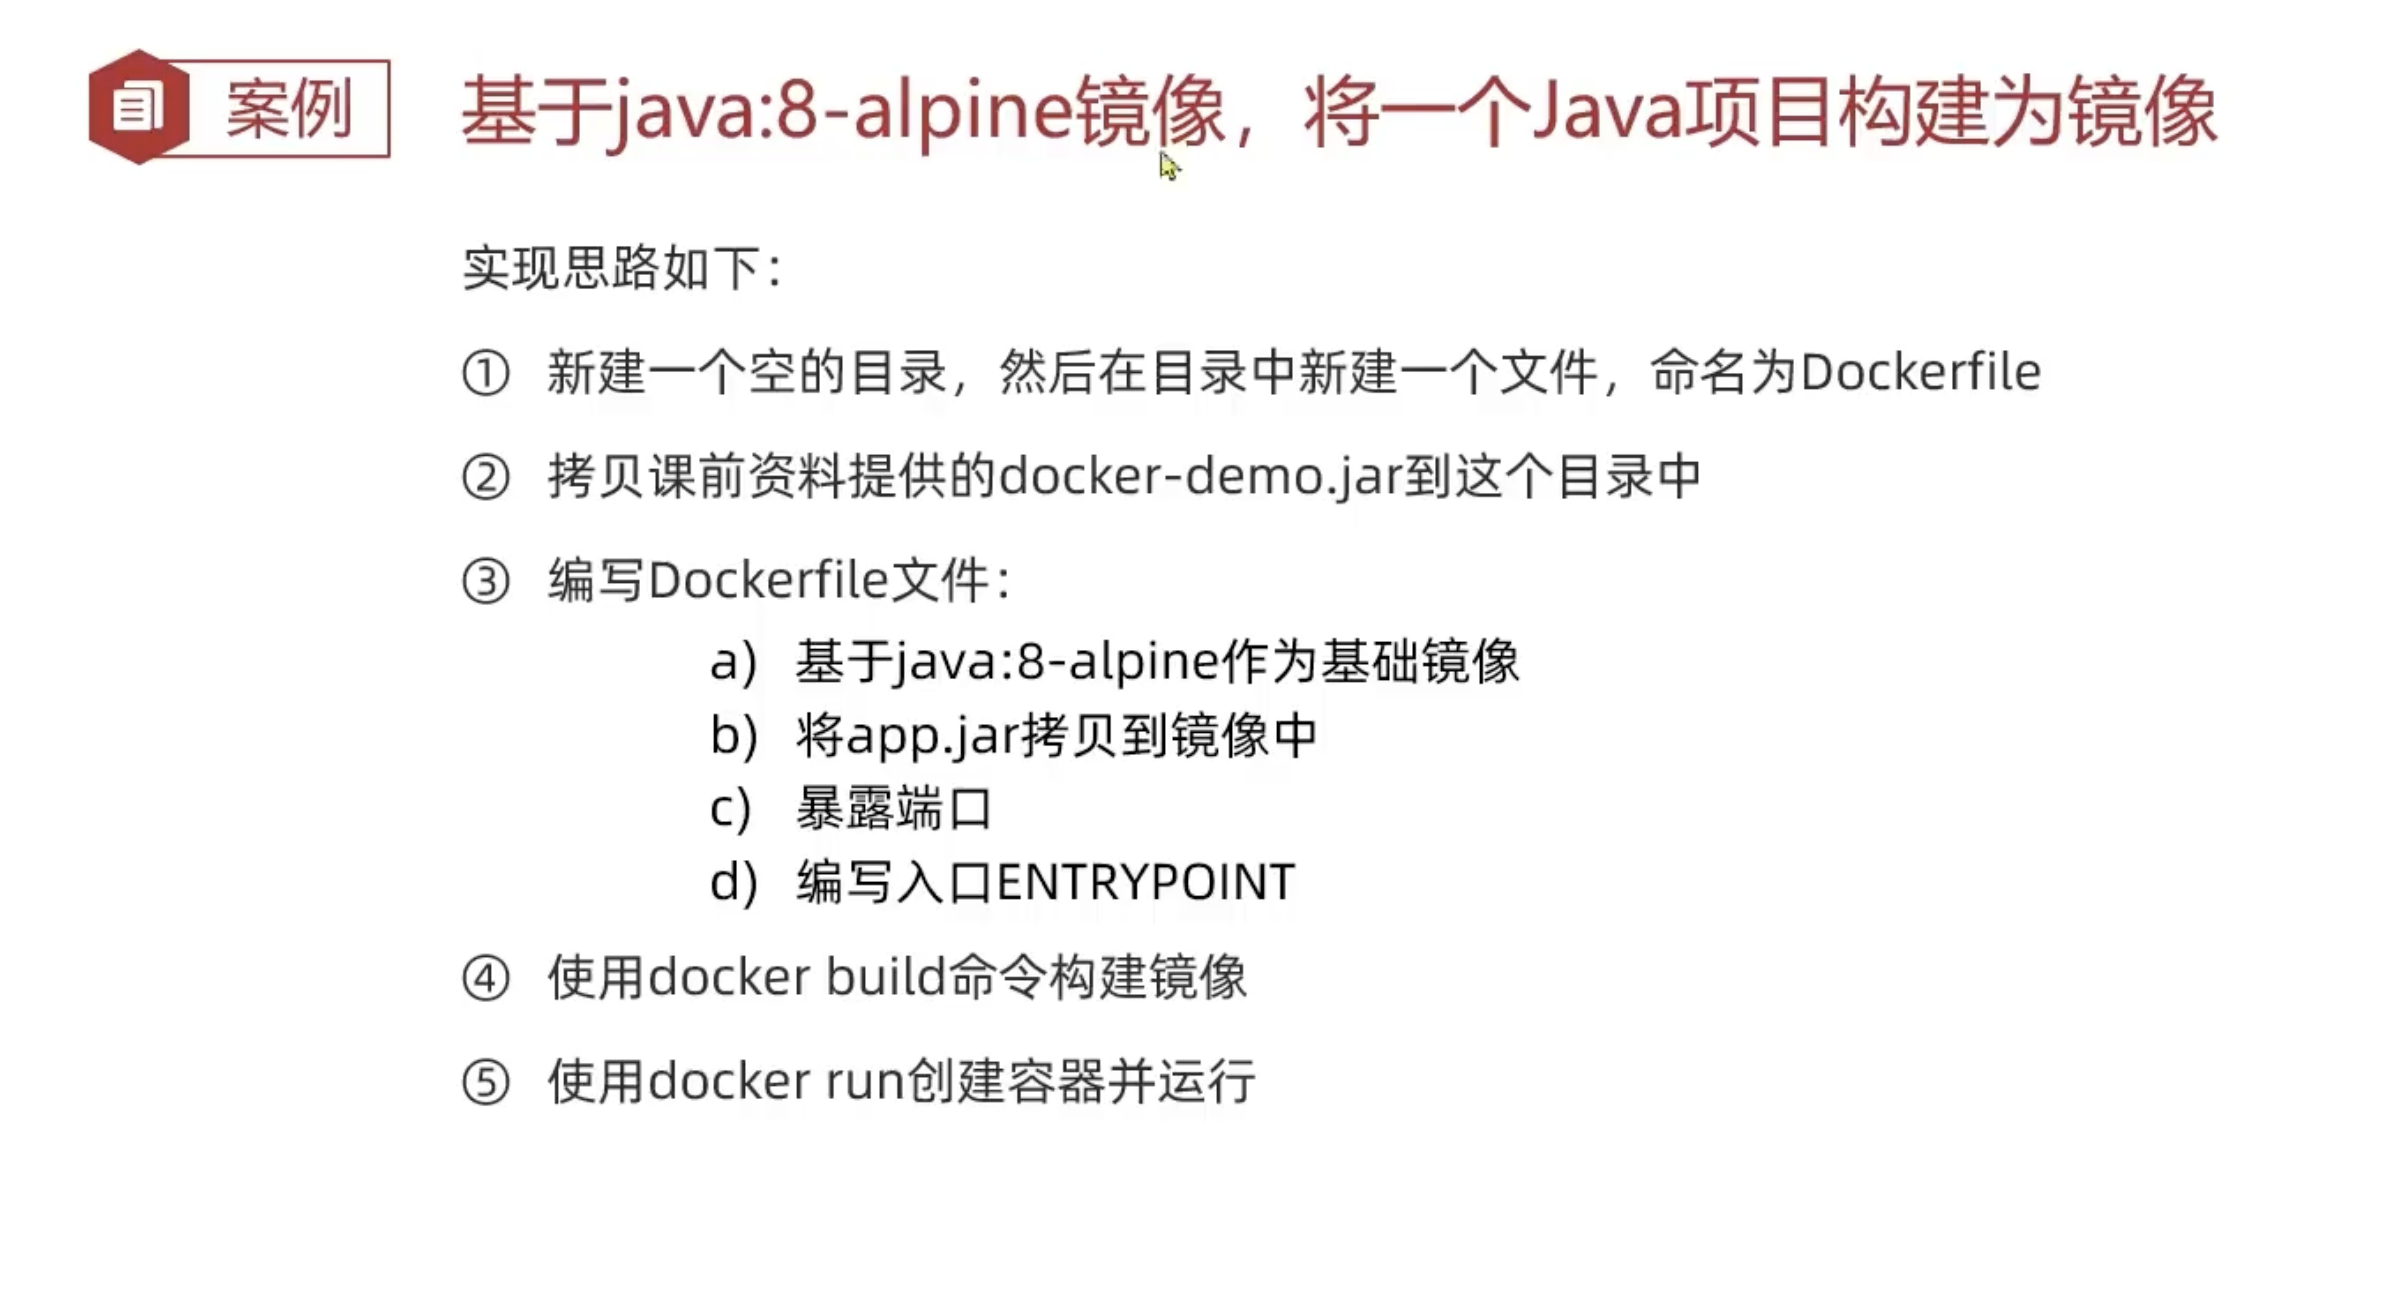 案例
基于java:8-alpine镜像，将一个Java项目构建为镜像
实现思路如下：
① 新建一个空的目录，然后在目录中新建一个文件，命名为Dockerfile
② 拷贝课前资料提供的docker-demo.jar到这个目录中
③ 编写Dockerfile文件：
a) 基于java:8-alpine作为基础镜像
b) 将app.jar拷贝到镜像中
c) 暴露端口
d) 编写入口ENTRYPOINT
④ 使用docker build命令构建镜像
⑤ 使用docker run创建容器并运行